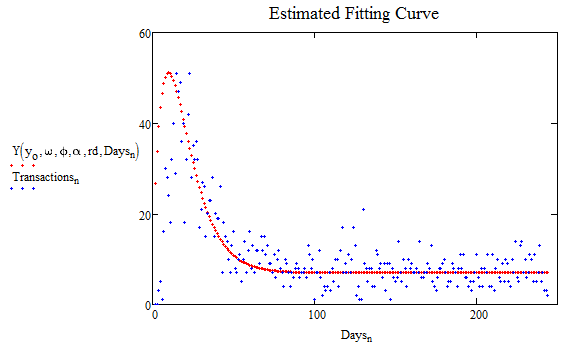 Estimated Fitting Curve
60
40
20
0
0
100
200
Y(y₀,ω,ϕ,α,rd,Daysₙ)
Transactionsₙ
Daysₙ